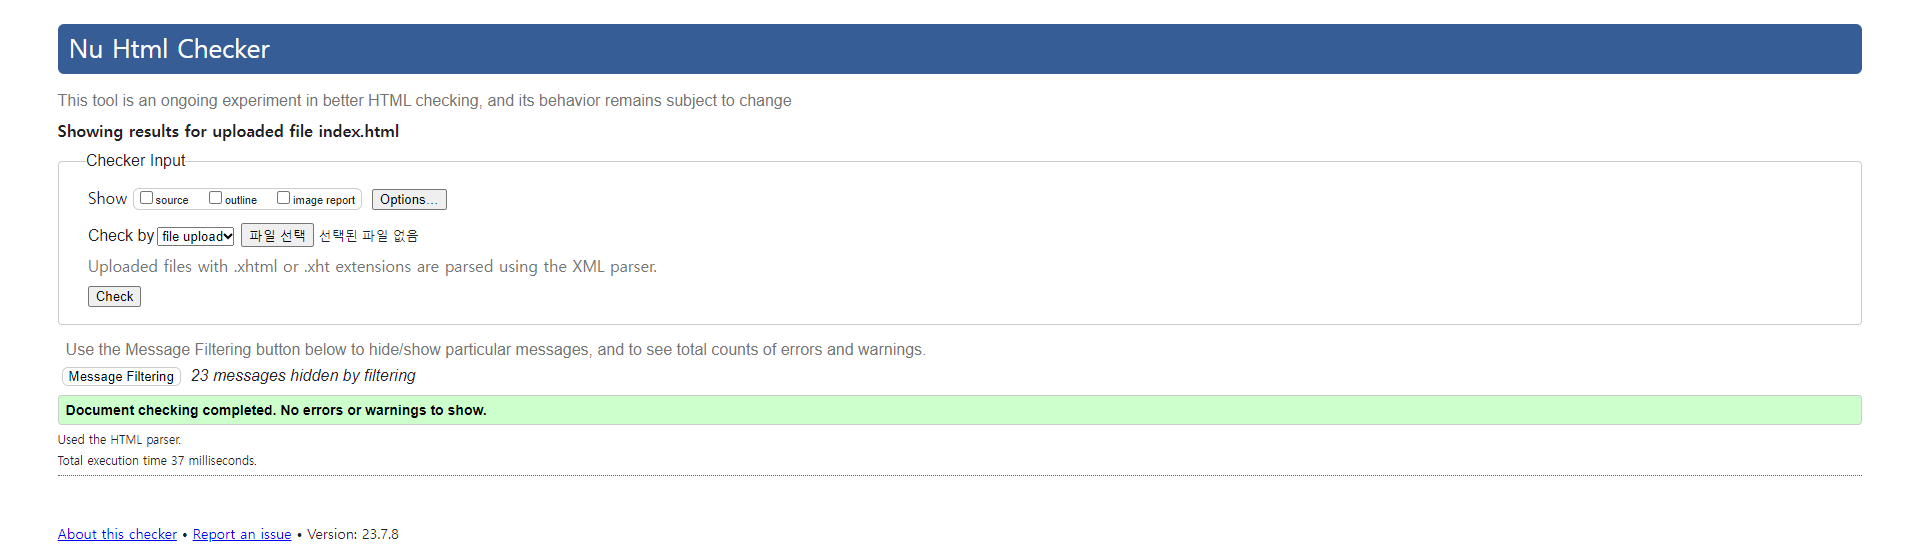 Nu Html Checker
This tool is an ongoing experiment in better HTML checking, and its behavior remains subject to change
Showing results for uploaded file index.html
Checker Input
Show source outline image report Options...
Check by file upload 파일 선택 선택된 파일 없음
Uploaded files with .xhtml or .xht extensions are parsed using the XML parser.
Check
Use the Message Filtering button below to hide/show particular messages, and to see total counts of errors and warnings.
Message Filtering 23 messages hidden by filtering
Document checking completed. No errors or warnings to show.
Used the HTML parser.
Total execution time 37 milliseconds.
About this checker • Report an issue • Version: 23.7.8